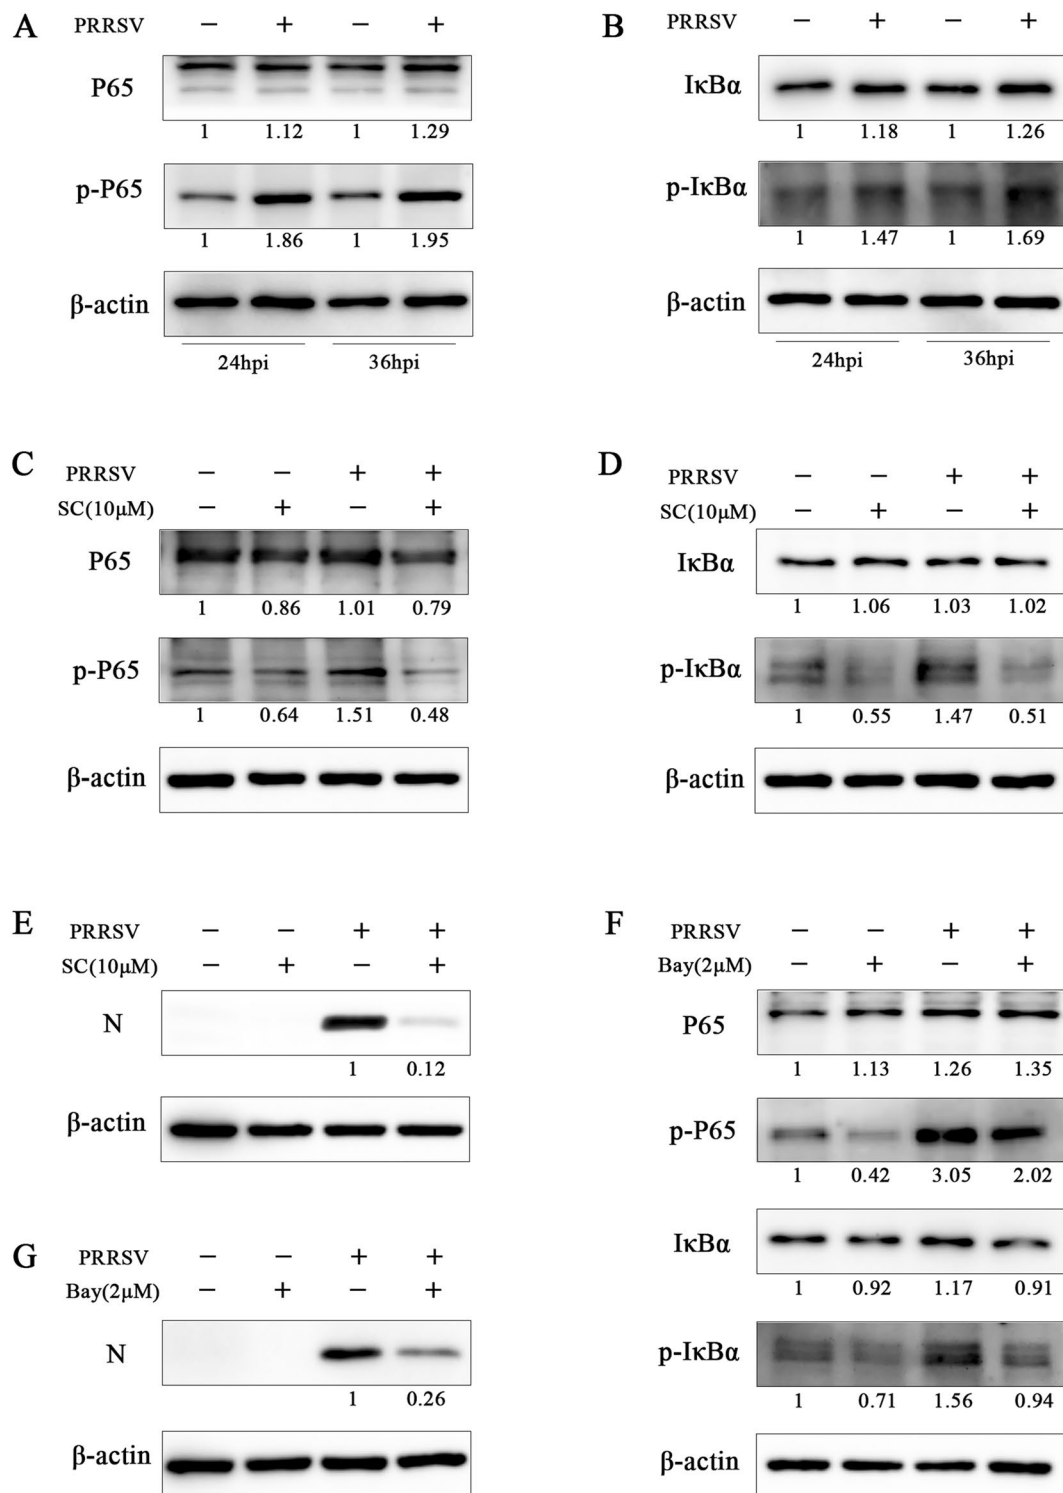 A
PRRSV − + − +
P65
1 1.12 1 1.29
p-P65
1 1.86 1 1.95
β-actin
24hpi 36hpi
B
PRRSV − + − +
IκBα
1 1.18 1 1.26
p-IκBα
1 1.47 1 1.69
β-actin
24hpi 36hpi
C
PRRSV − − + +
SC(10μM) − + − +
P65
1 0.86 1.01 0.79
p-P65
1 0.64 1.51 0.48
β-actin
D
PRRSV − − + +
SC(10μM) − + − +
IκBα
1 1.06 1.03 1.02
p-IκBα
1 0.55 1.47 0.51
β-actin
E
PRRSV − − + +
SC(10μM) − + − +
N
1 0.12
β-actin
F
PRRSV − − + +
Bay(2μM) − + − +
P65
1 1.13 1.26 1.35
p-P65
1 0.42 3.05 2.02
IκBα
1 0.92 1.17 0.91
p-IκBα
1 0.71 1.56 0.94
β-actin
G
PRRSV − − + +
Bay(2μM) − + − +
N
1 0.26
β-actin